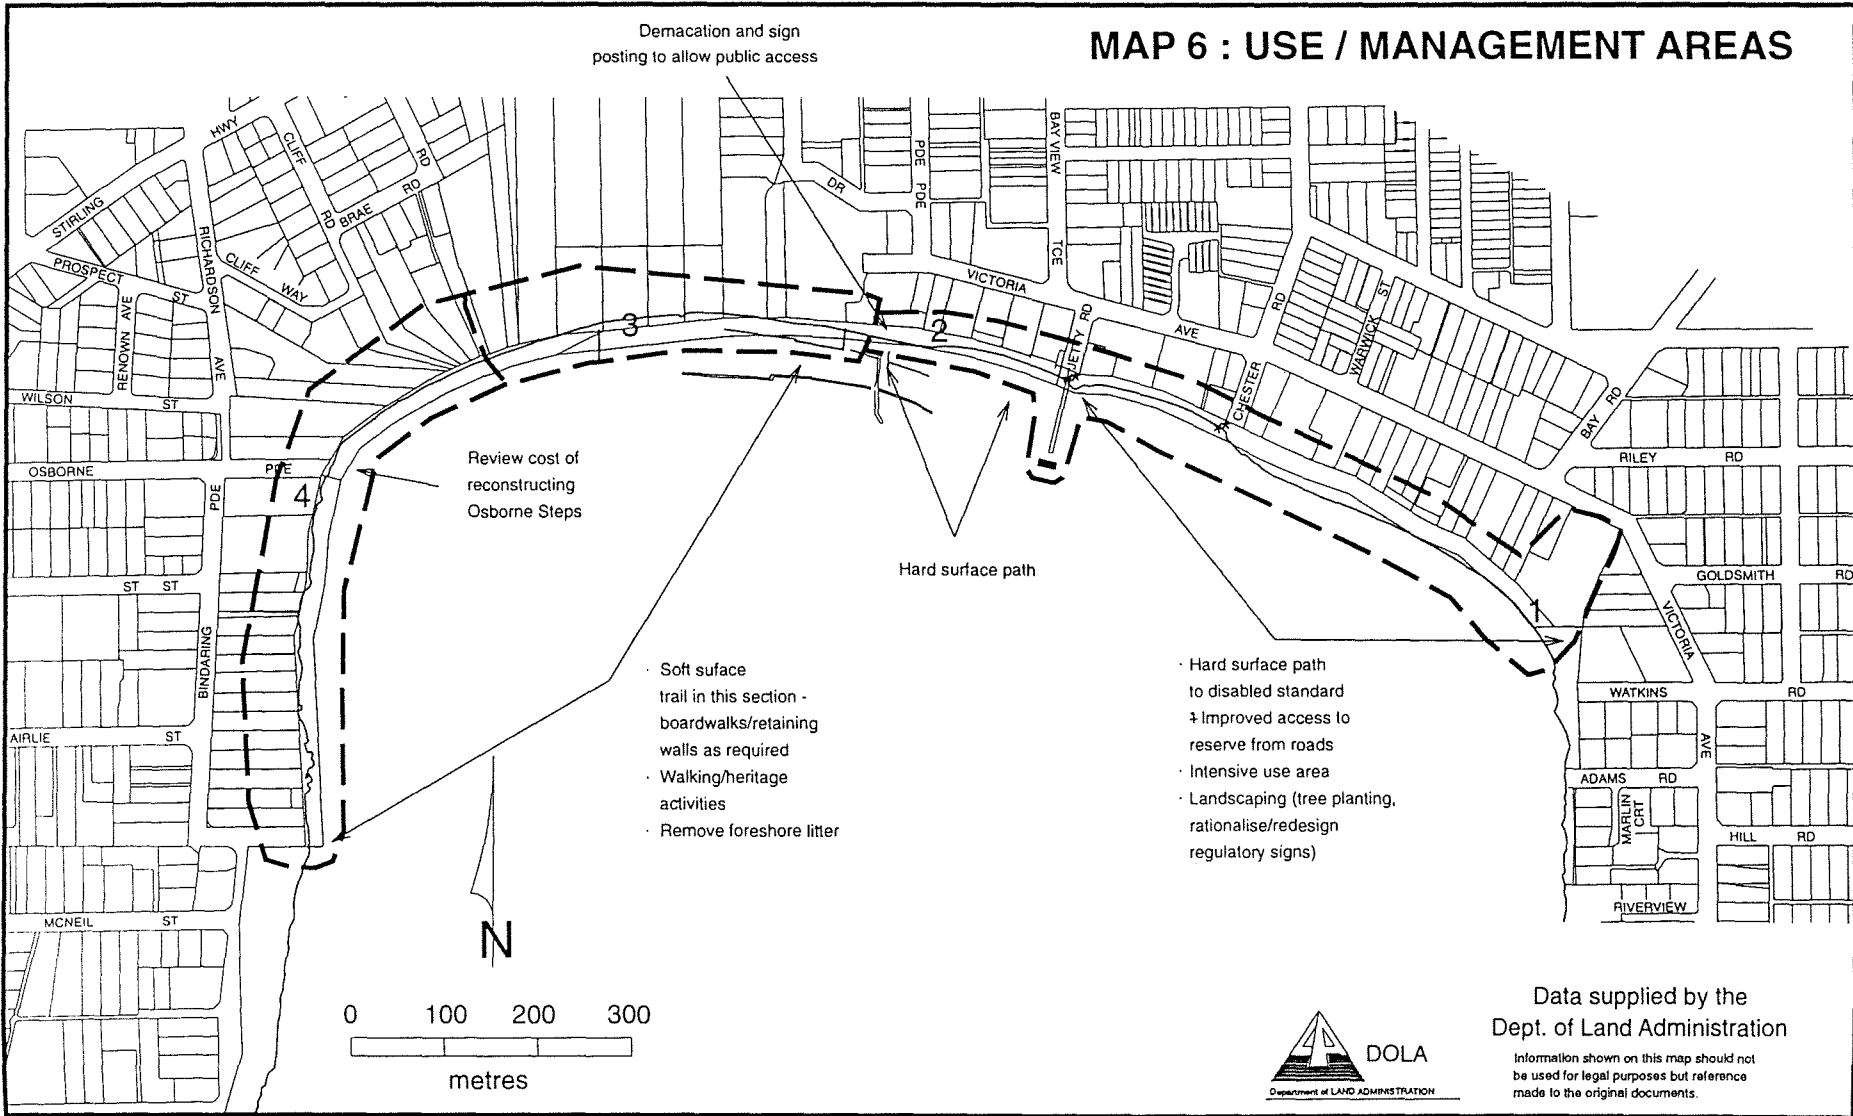 MAP 6 : USE / MANAGEMENT AREAS
Demacation and sign
posting to allow public access
HWY
CLIFF
RD
RD
BRAE
RD
STIRLING
RICHARDSON
AVE
CLIFF
WAY
PROSPECT
ST
RENOWN AVE
WILSON
ST
OSBORNE
PDE
PDE
ST ST
BINDARING
AIRLIE
ST
MCNEIL
ST
DR
PDE
PDE
BAY VIEW
TCE
VICTORIA
AVE
JETTY RD
RD
CHESTER
WARWICK
ST
BAY RD
RILEY
RD
GOLDSMITH
RD
VICTORIA
AVE
WATKINS
RD
ADAMS
RD
MARLIN
CRT
HILL
RD
RIVERVIEW
1
2
3
4
Review cost of
reconstructing
Osborne Steps
Hard surface path
· Soft suface
trail in this section -
boardwalks/retaining
walls as required
· Walking/heritage
activities
· Remove foreshore litter
· Hard surface path
to disabled standard
Improved access to
reserve from roads
· Intensive use area
· Landscaping (tree planting,
rationalise/redesign
regulatory signs)
N
0 100 200 300
metres
DOLA
Department of LAND ADMINISTRATION
Data supplied by the
Dept. of Land Administration
Information shown on this map should not
be used for legal purposes but reference
made to the original documents.